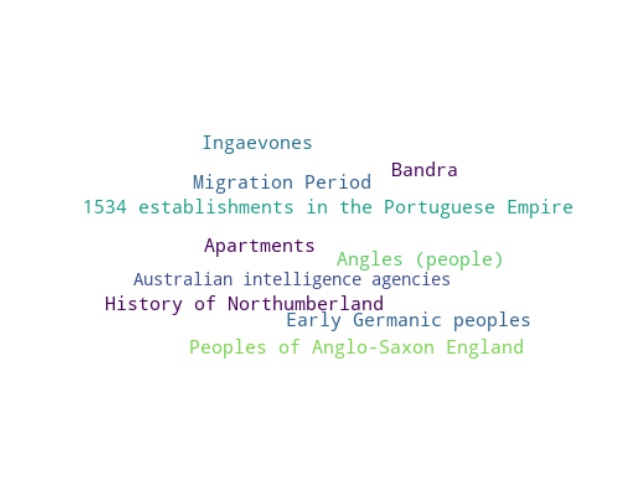 Ingaevones
Bandra
Migration Period
1534 establishments in the Portuguese Empire
Apartments
Angles (people)
Australian intelligence agencies
History of Northumberland
Early Germanic peoples
Peoples of Anglo-Saxon England